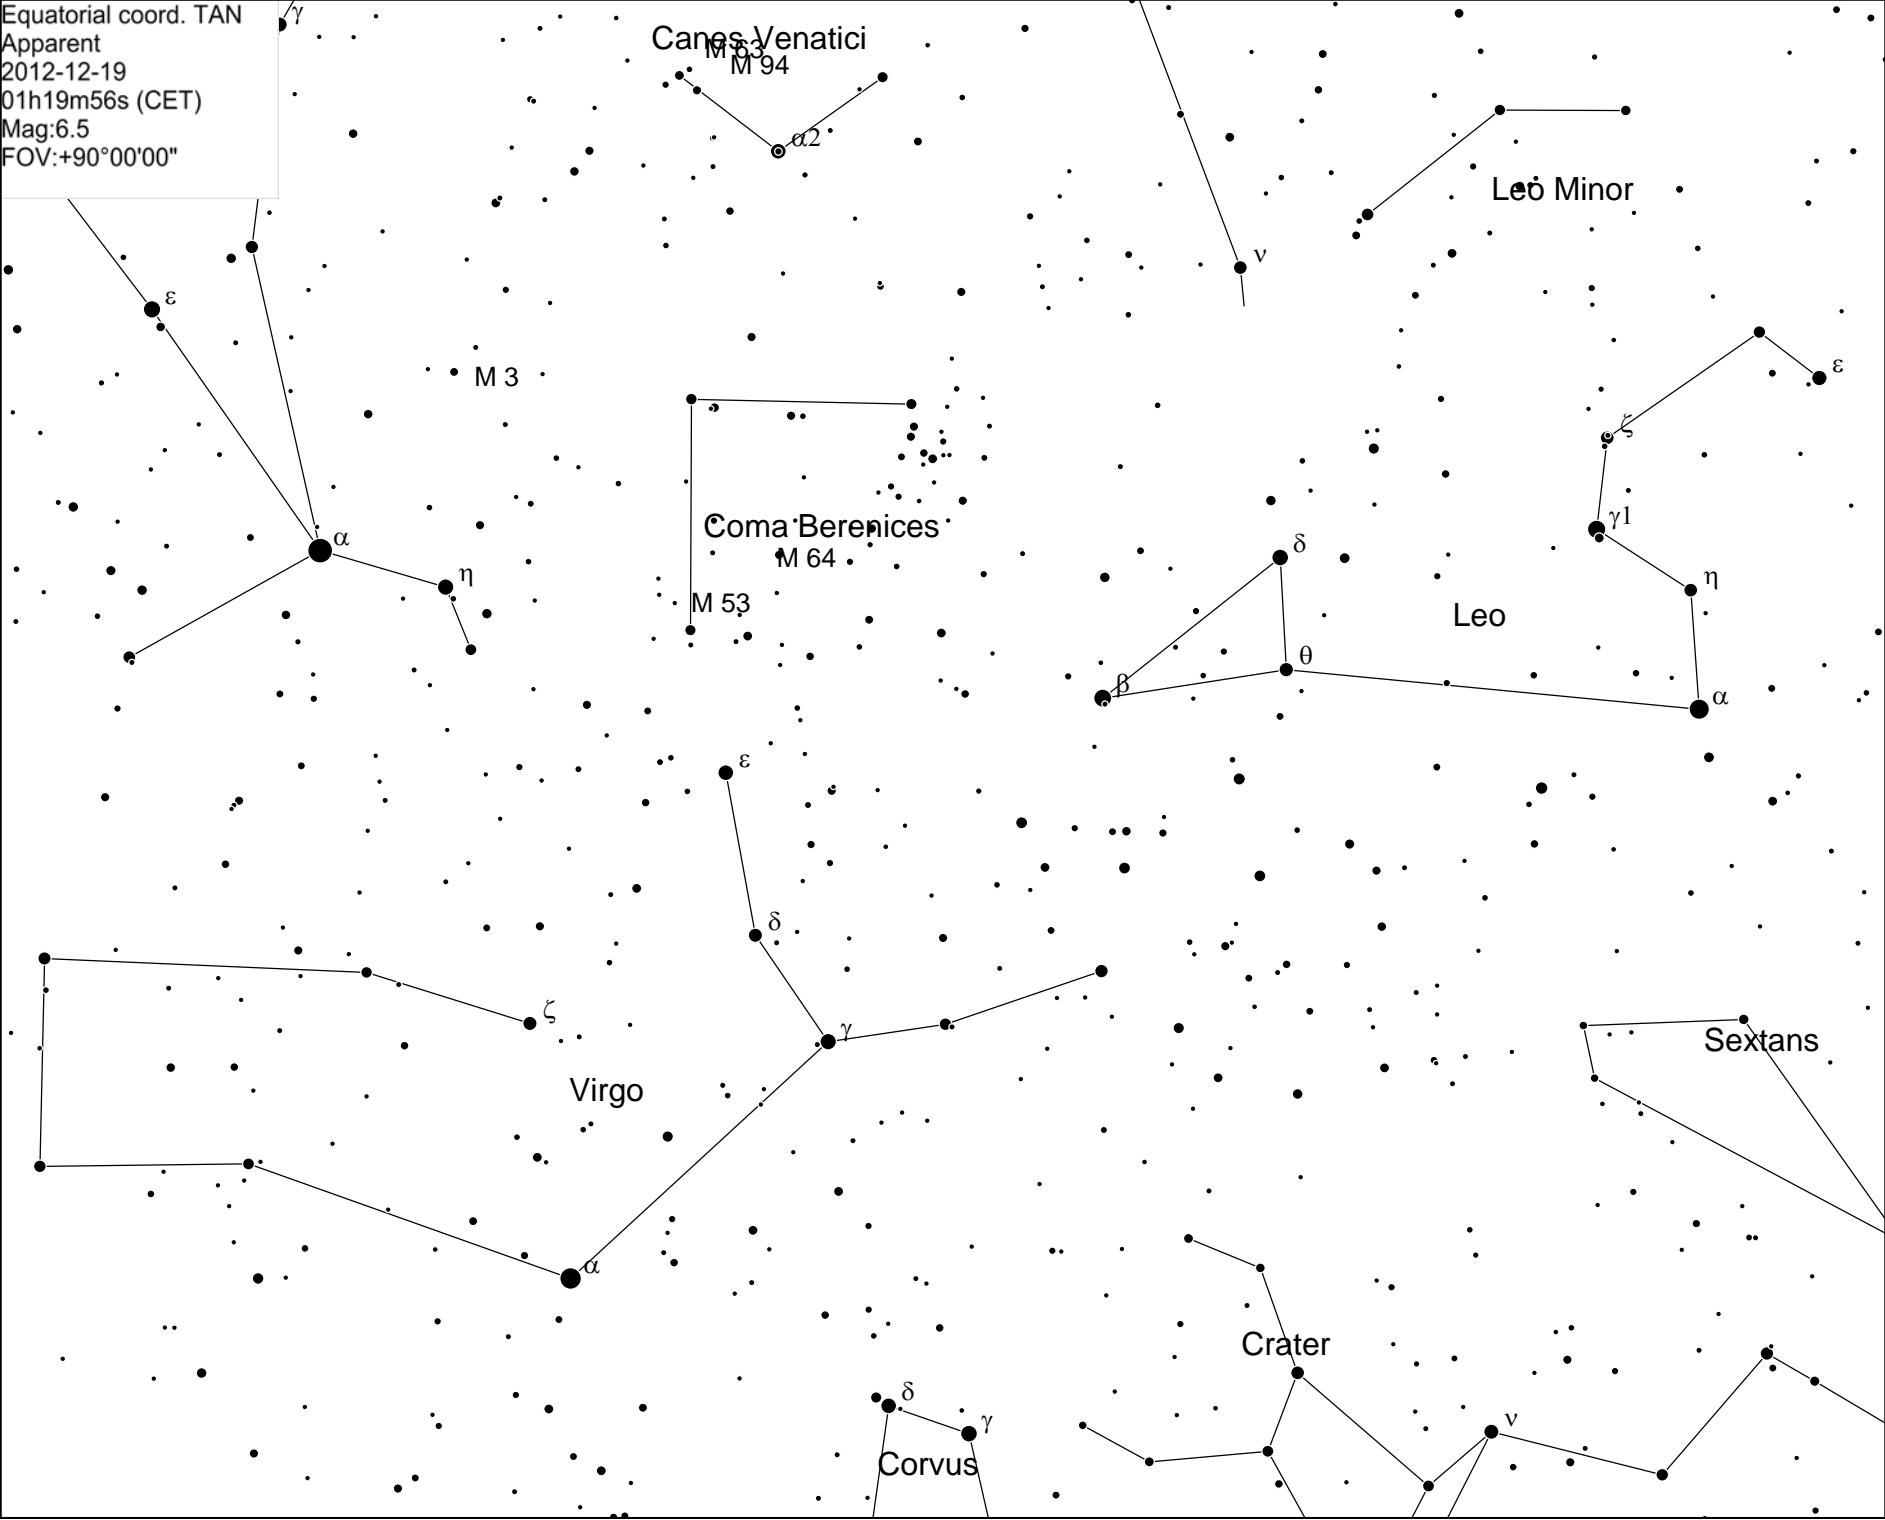 Equatorial coord. TAN
Apparent
2012-12-19
01h19m56s (CET)
Mag:6.5
FOV:+90°00'00"
γ
Canes Venatici
M 63
M 94
α2
Leo Minor
ν
ε
M 3
ε
ζ
γ1
Coma Berenices
α
δ
M 64
η
η
M 53
Leo
θ
β
α
ε
δ
ζ
γ
Sextans
Virgo
α
Crater
δ
γ
ν
Corvus